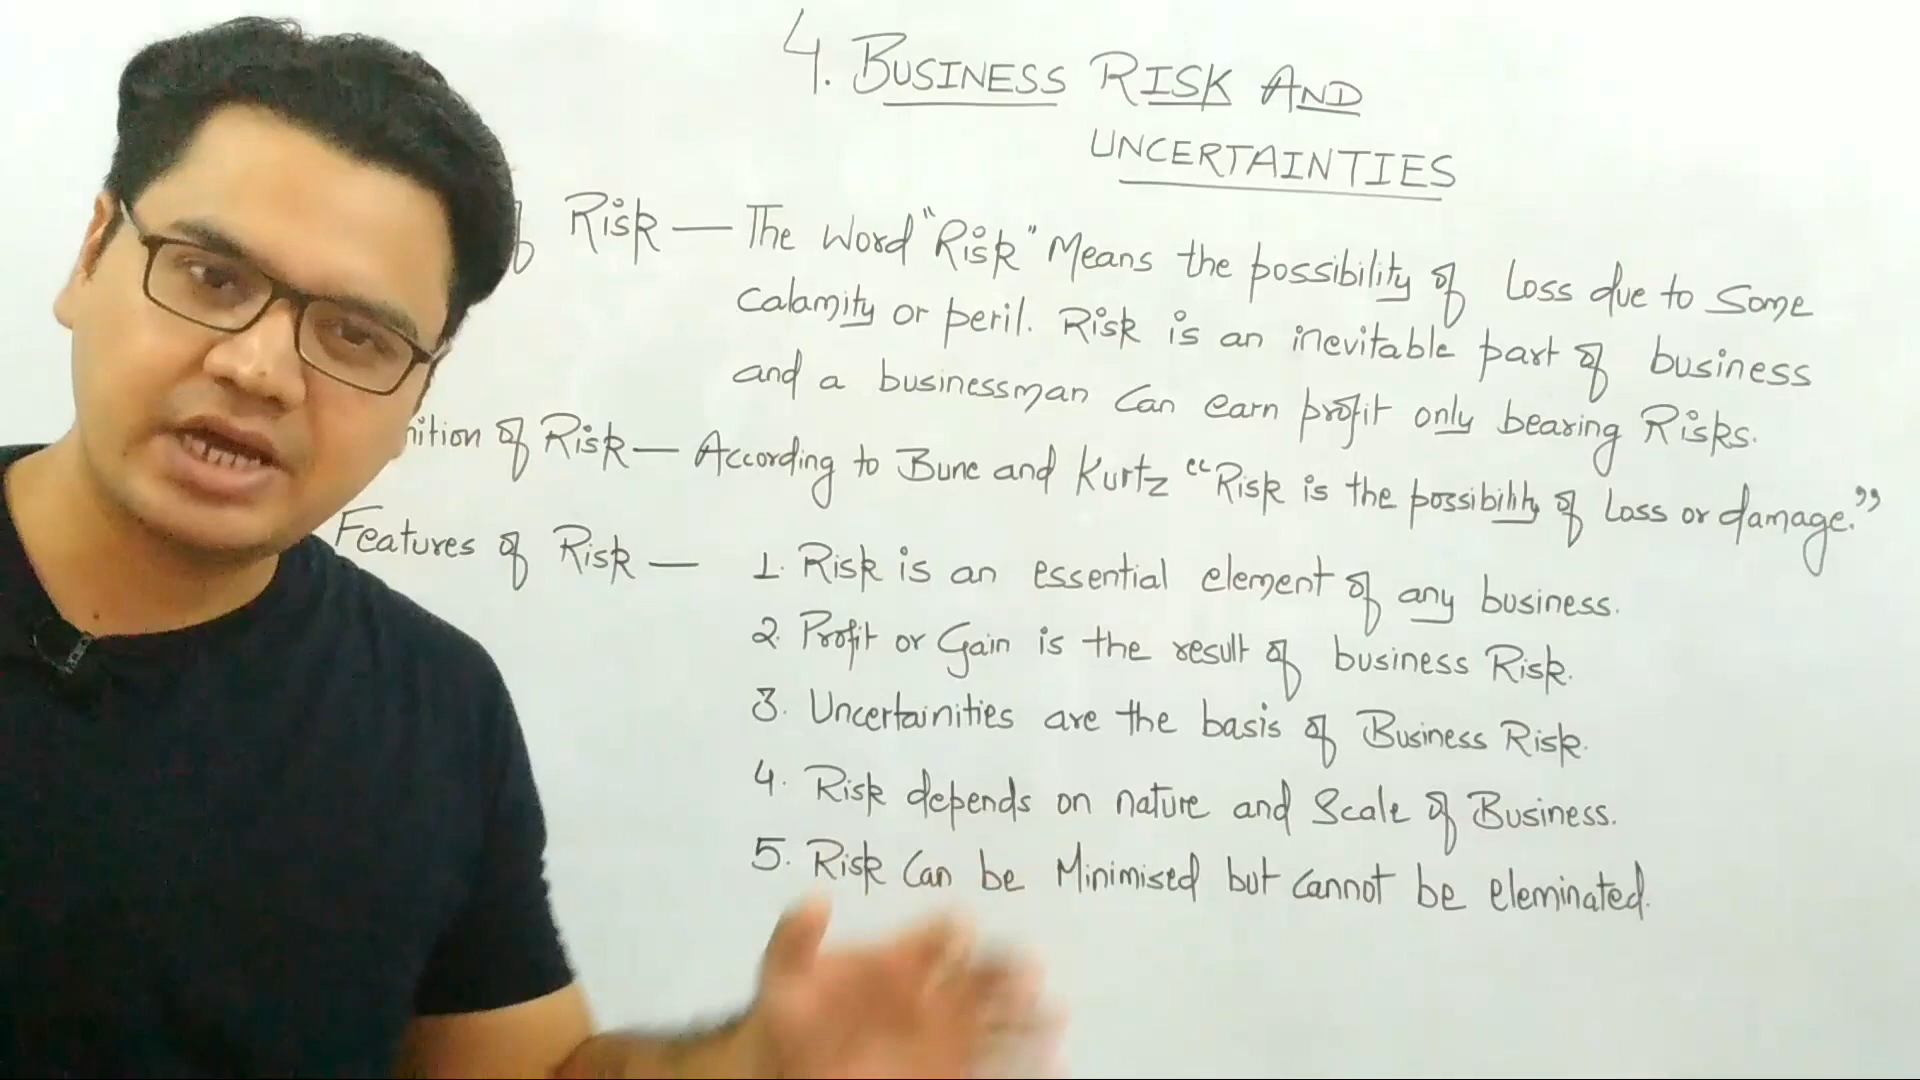 4. BUSINESS RISK AND
UNCERTAINTIES
Risk — The word "Risk" Means the possibility of Loss due to Some
Calamity or peril. Risk is an inevitable part of business
and a businessman Can earn profit only bearing Risks.
of Risk — According to Bune and Kurtz "Risk is the possibility of Loss or damage."
Features of Risk — 1. Risk is an essential element of any business.
2. Profit or Gain is the result of business Risk.
3. Uncertainities are the basis of Business Risk.
4. Risk depends on nature and Scale of Business.
5. Risk Can be Minimised but Cannot be eleminated.